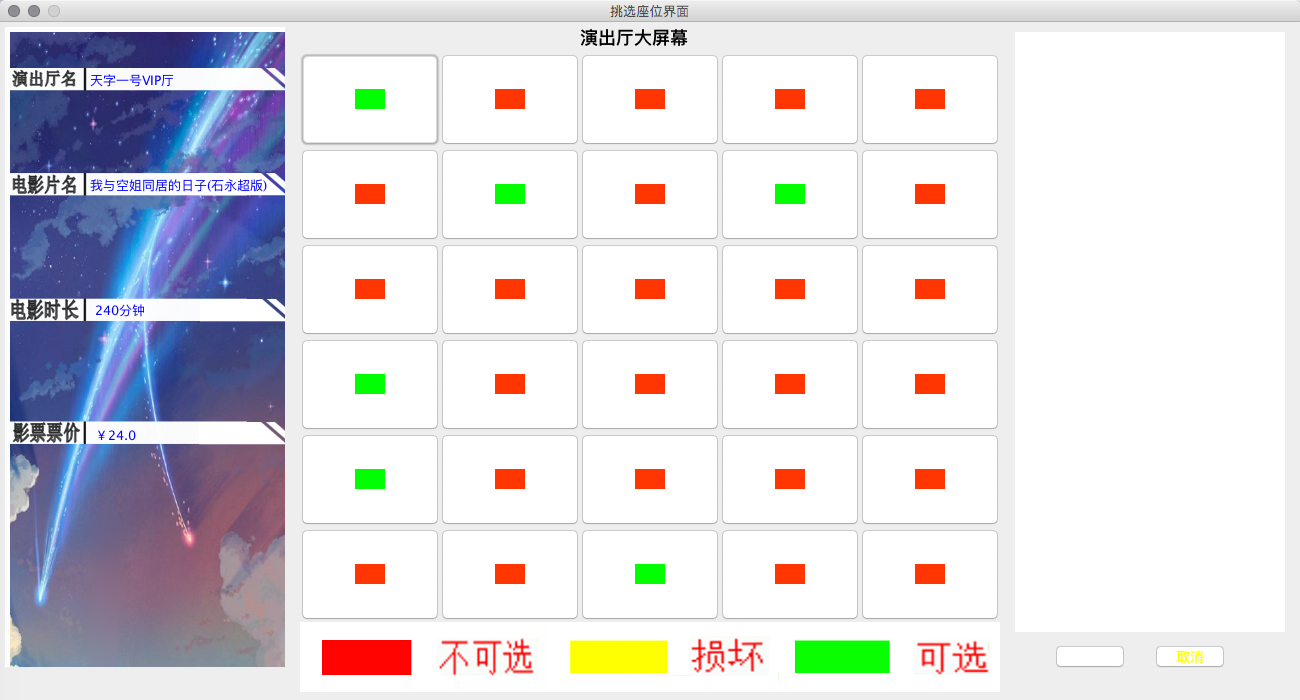 挑选座位界面
演出厅大屏幕
演出厅名 天字一号VIP厅
电影片名 我与空姐同居的日子(石永超版)
电影时长 240分钟
影票票价 ￥24.0
不可选 损坏 可选
取消